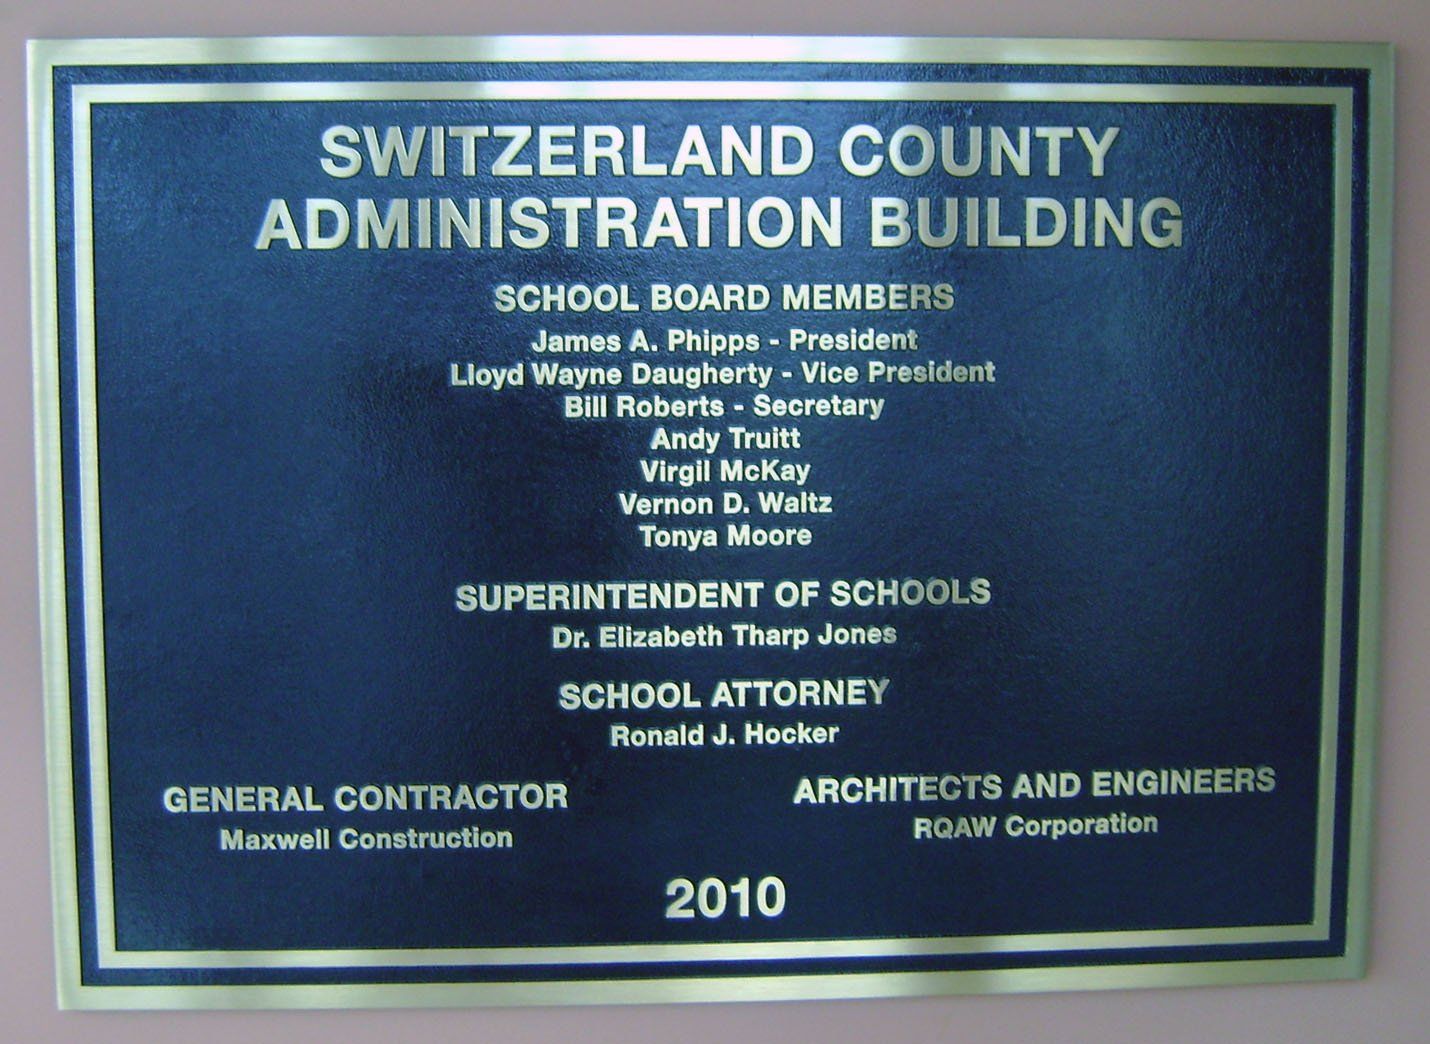 SWITZERLAND COUNTY
ADMINISTRATION BUILDING
SCHOOL BOARD MEMBERS
James A. Phipps - President
Lloyd Wayne Daugherty - Vice President
Bill Roberts - Secretary
Andy Truitt
Virgil McKay
Vernon D. Waltz
Tonya Moore
SUPERINTENDENT OF SCHOOLS
Dr. Elizabeth Tharp Jones
SCHOOL ATTORNEY
Ronald J. Hocker
GENERAL CONTRACTOR
Maxwell Construction
ARCHITECTS AND ENGINEERS
RQAW Corporation
2010